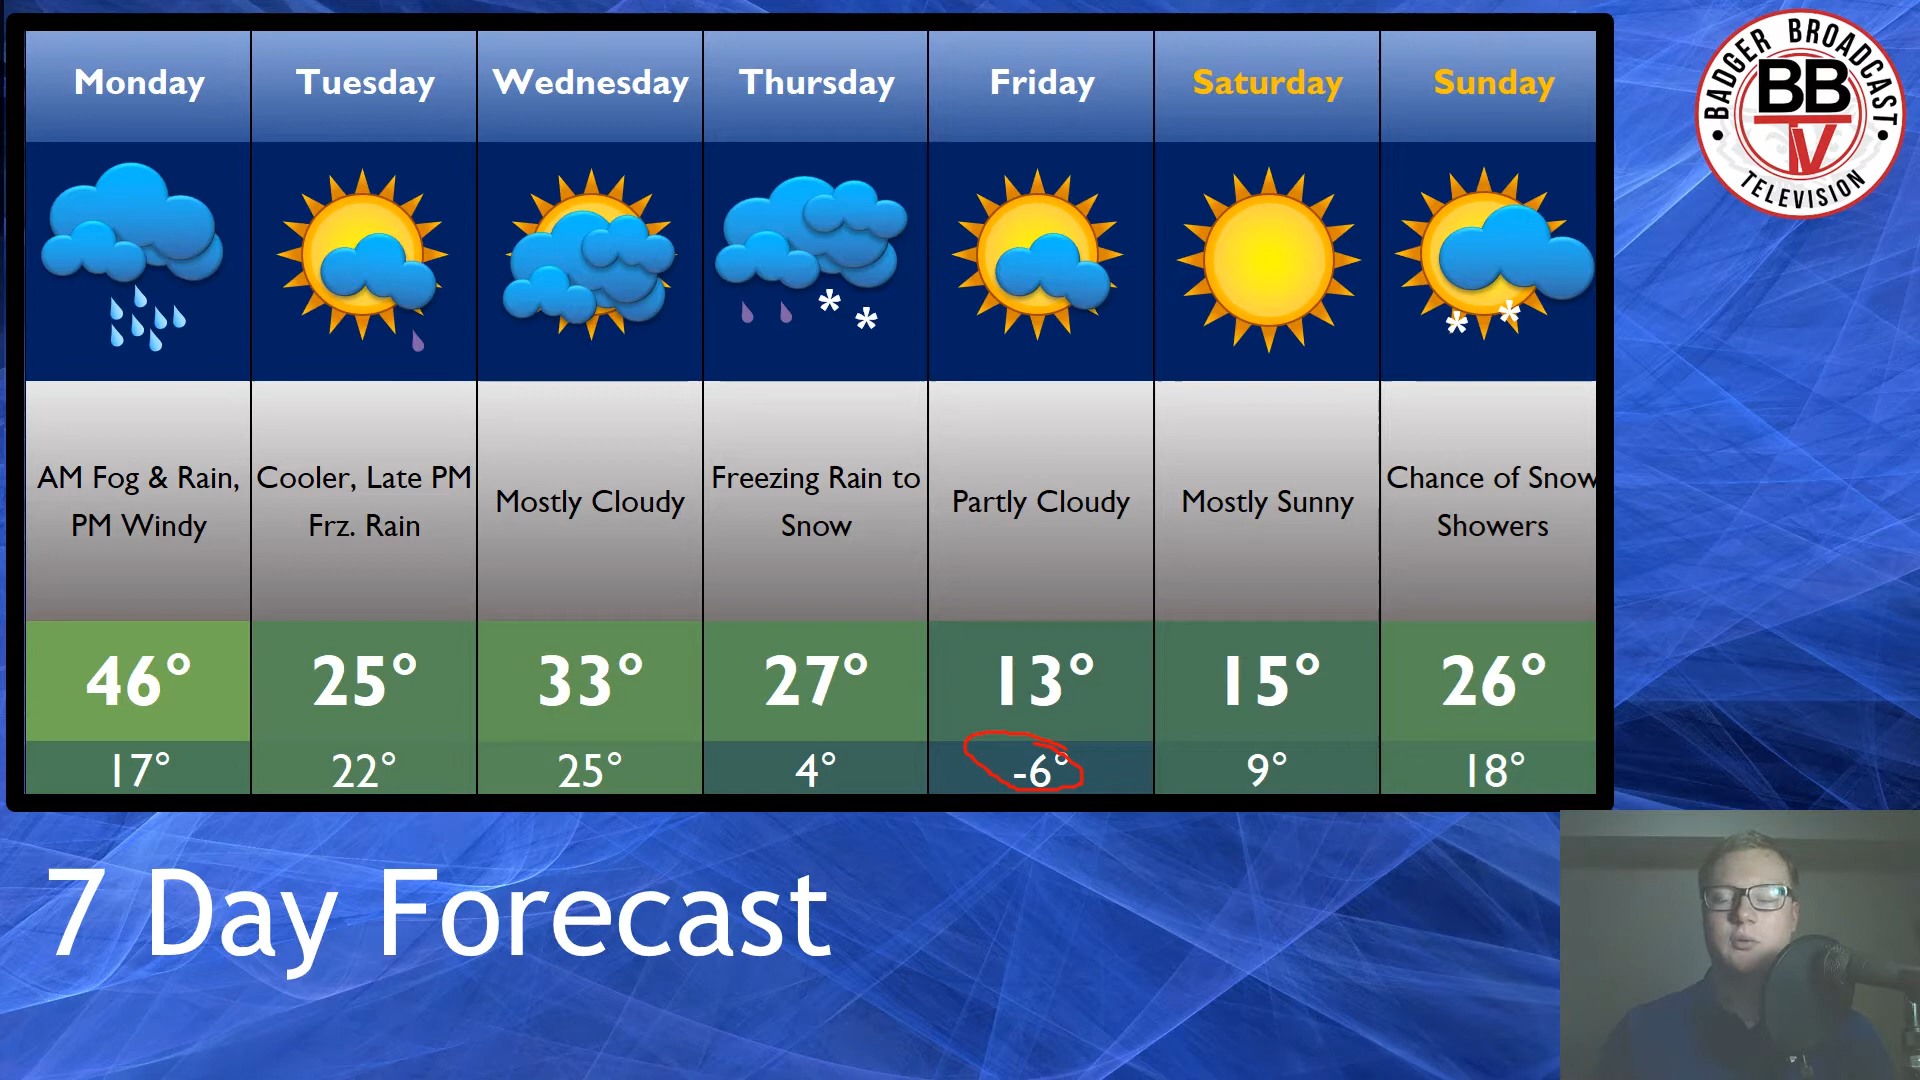 Monday Tuesday Wednesday Thursday Friday Saturday Sunday
AM Fog & Rain,
PM Windy
Cooler, Late PM
Frz. Rain
Mostly Cloudy
Freezing Rain to
Snow
Partly Cloudy
Mostly Sunny
Chance of Snow
Showers
46° 25° 33° 27° 13° 15° 26°
17° 22° 25° 4° -6° 9° 18°
7 Day Forecast
BADGER BROADCAST
BB
TV
TELEVISION